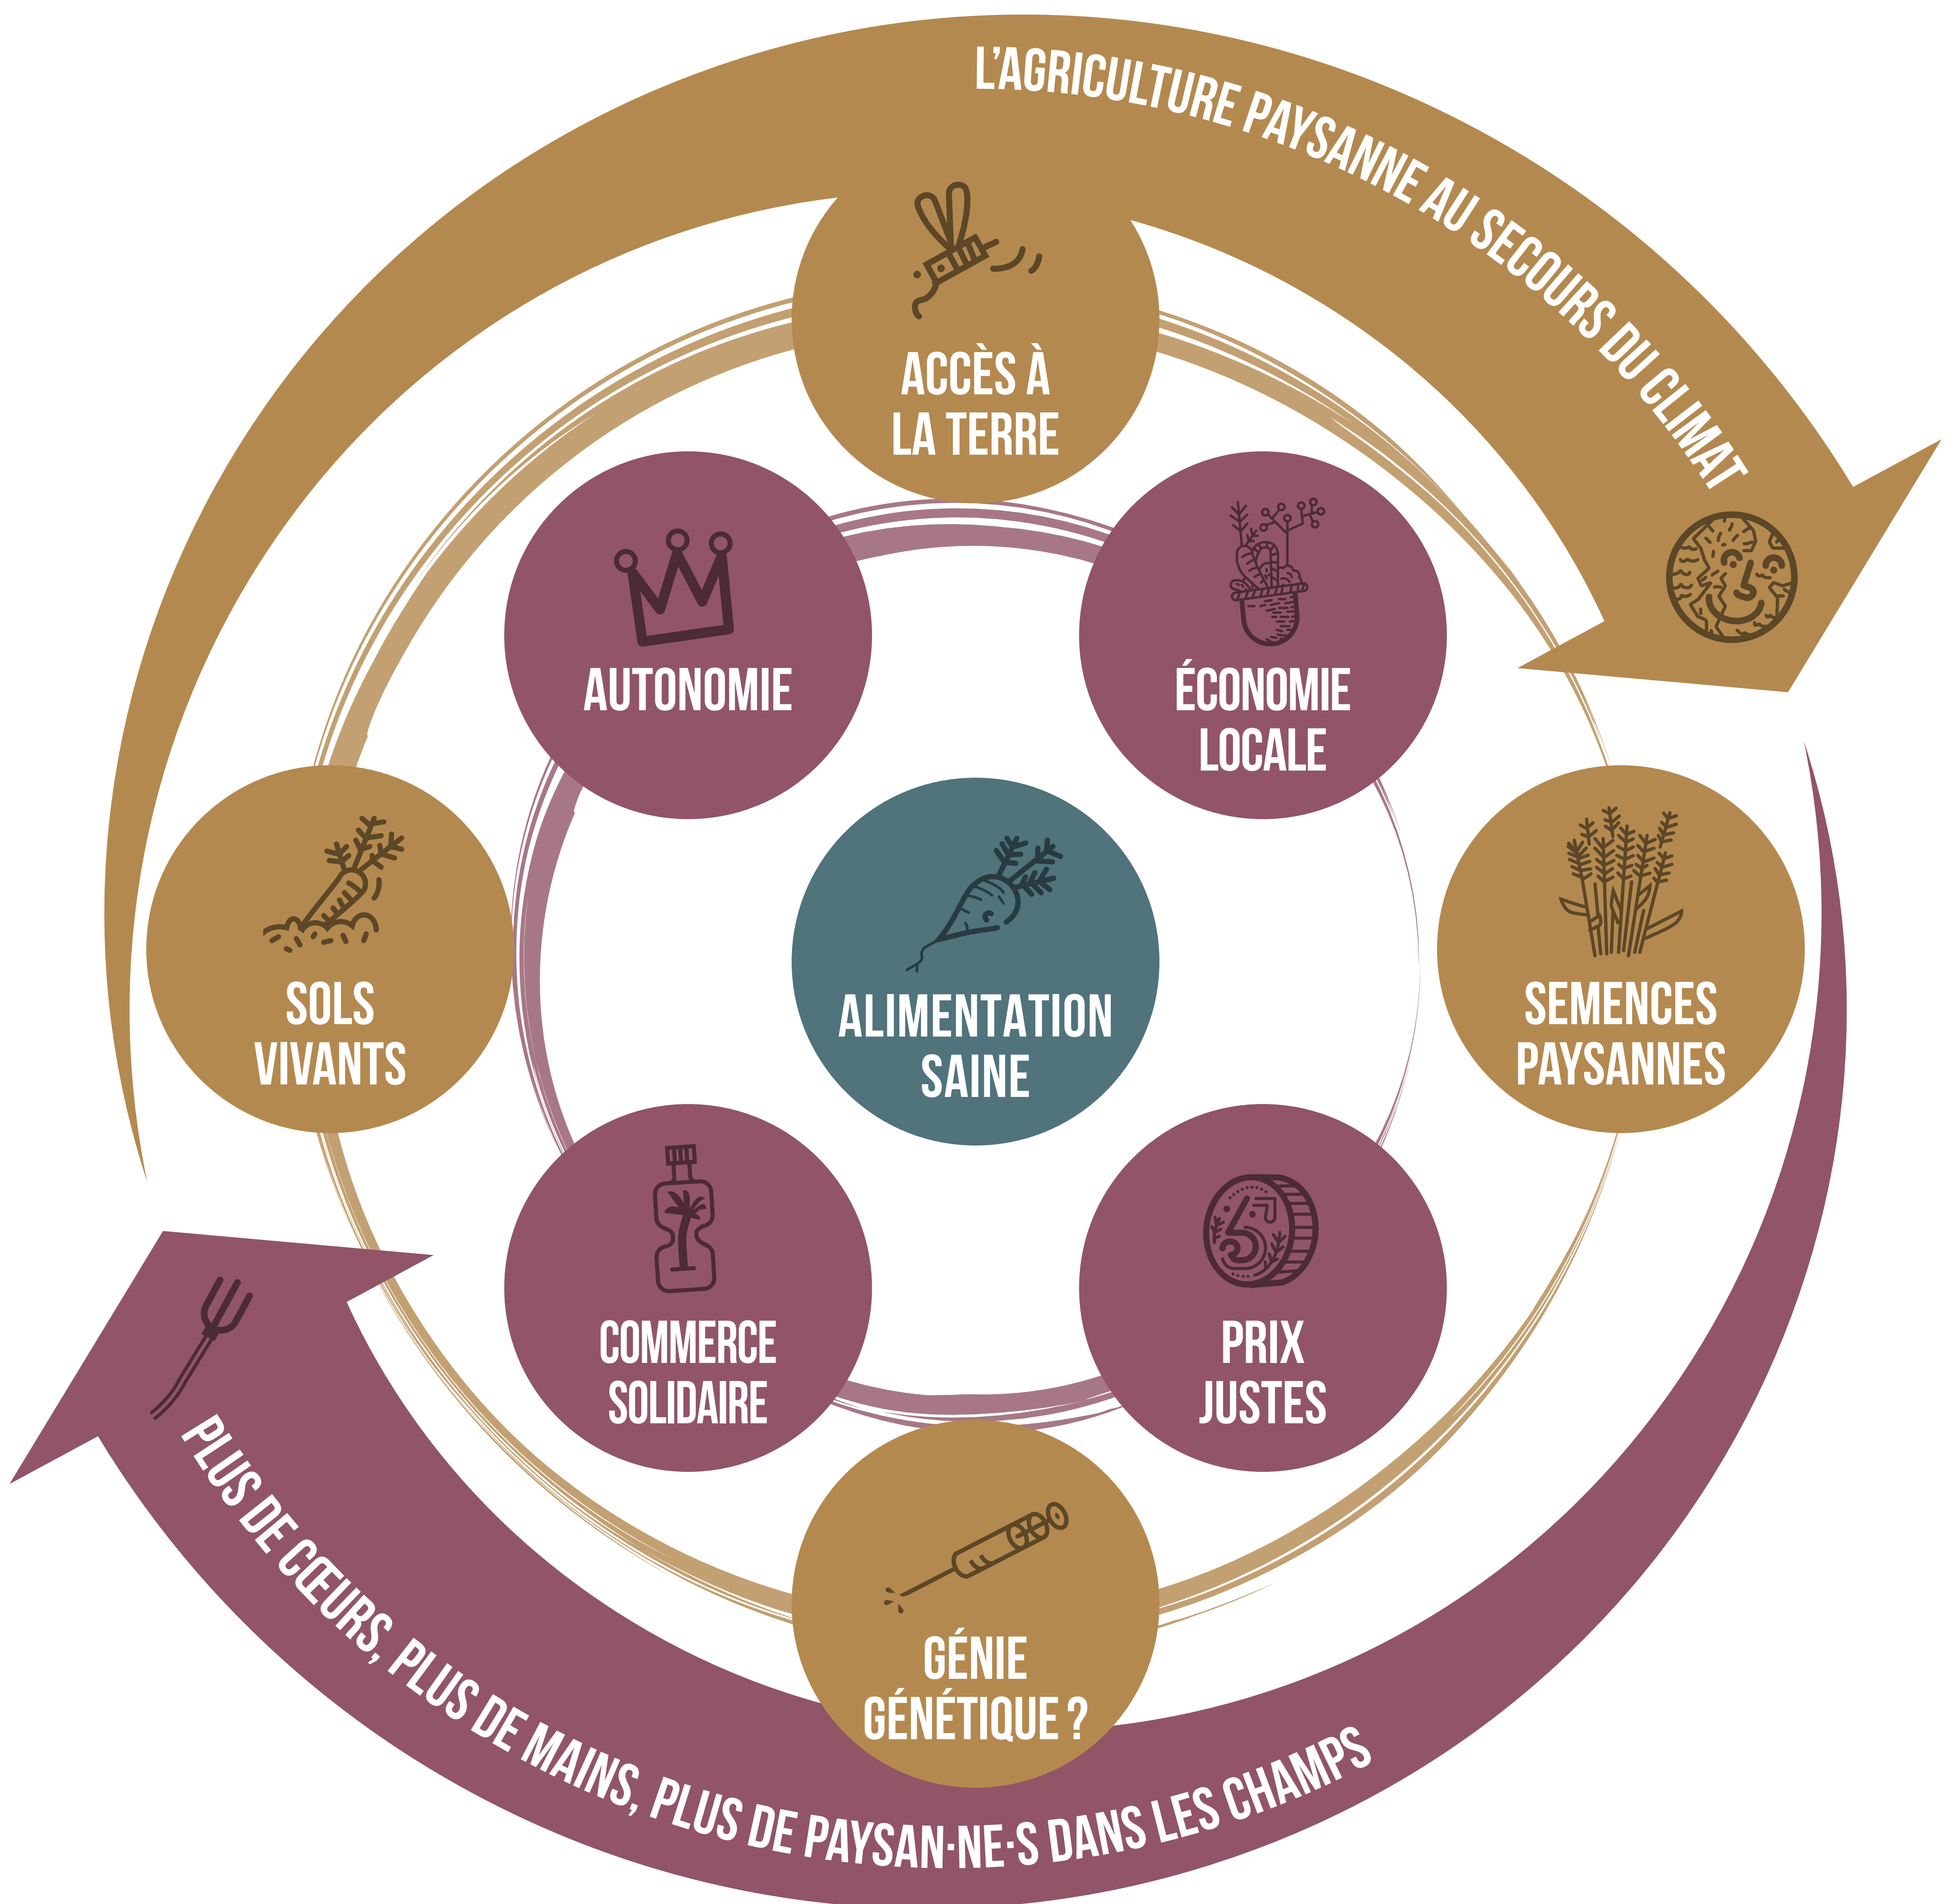 L'AGRICULTURE PAYSANNE AU SECOURS DU CLIMAT
ACCÈS À
LA TERRE
AUTONOMIE
ÉCONOMIE
LOCALE
SOLS
VIVANTS
ALIMENTATION
SAINE
SEMENCES
PAYSANNES
COMMERCE
SOLIDAIRE
5
PRIX
JUSTES
GÉNIE
GÉNÉTIQUE ?
PLUS DE CŒURS, PLUS DE MAINS, PLUS DE PAYSAN·NE·S DANS LES CHAMPS